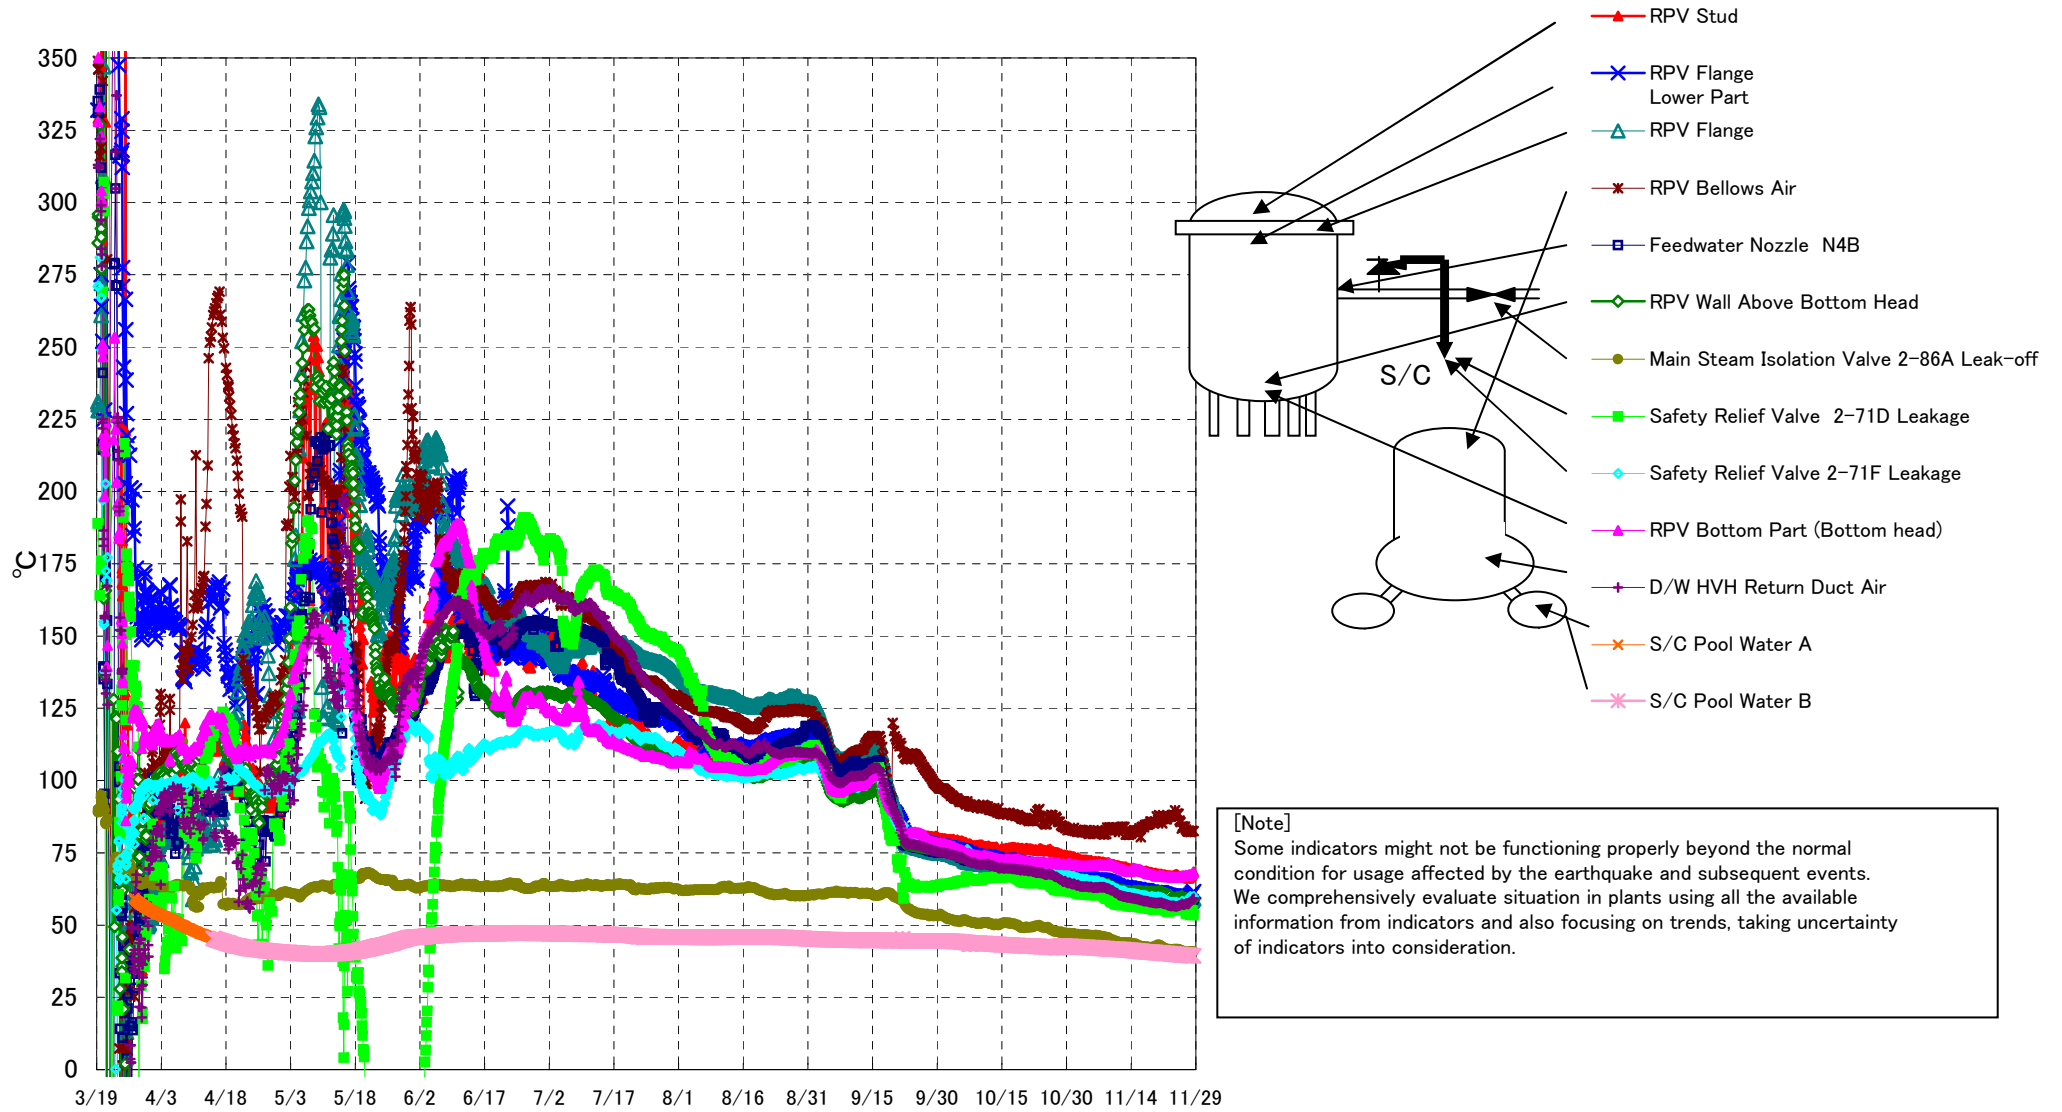 350
325
300
275
250
225
200
175
150
125
100
75
50
25
0
℃
3/19 4/3 4/18 5/3 5/18 6/2 6/17 7/2 7/17 8/1 8/16 8/31 9/15 9/30 10/15 10/30 11/14 11/29
RPV Stud
RPV Flange
Lower Part
RPV Flange
RPV Bellows Air
Feedwater Nozzle N4B
RPV Wall Above Bottom Head
Main Steam Isolation Valve 2-86A Leak-off
Safety Relief Valve 2-71D Leakage
Safety Relief Valve 2-71F Leakage
RPV Bottom Part (Bottom head)
D/W HVH Return Duct Air
S/C Pool Water A
S/C Pool Water B
S/C
[Note]
Some indicators might not be functioning properly beyond the normal
condition for usage affected by the earthquake and subsequent events.
We comprehensively evaluate situation in plants using all the available
information from indicators and also focusing on trends, taking uncertainty
of indicators into consideration.